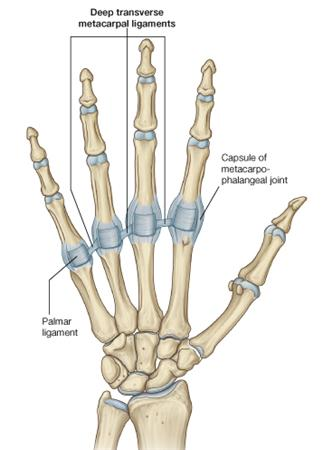 Deep transverse
metacarpal ligaments
Capsule of
metacarpo-
phalangeal joint
Palmar
ligament